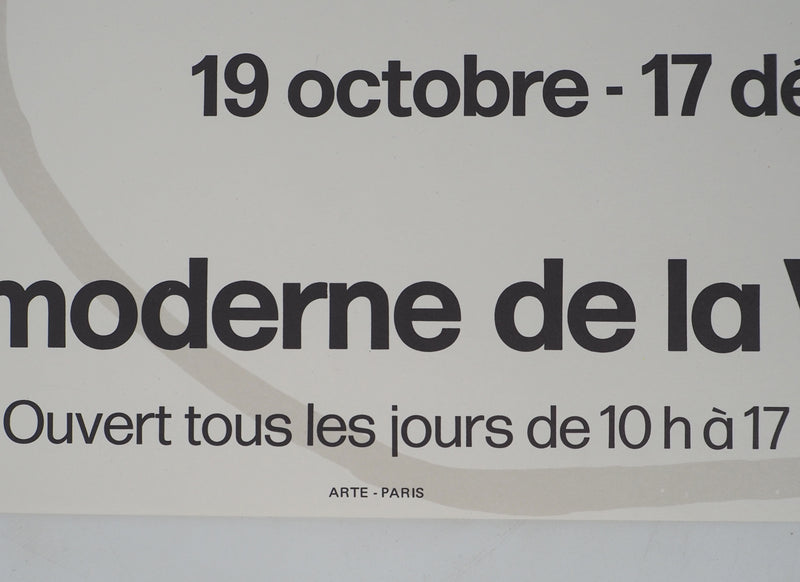 19 octobre - 17 dé
moderne de la V
Ouvert tous les jours de 10 h à 17
ARTE - PARIS